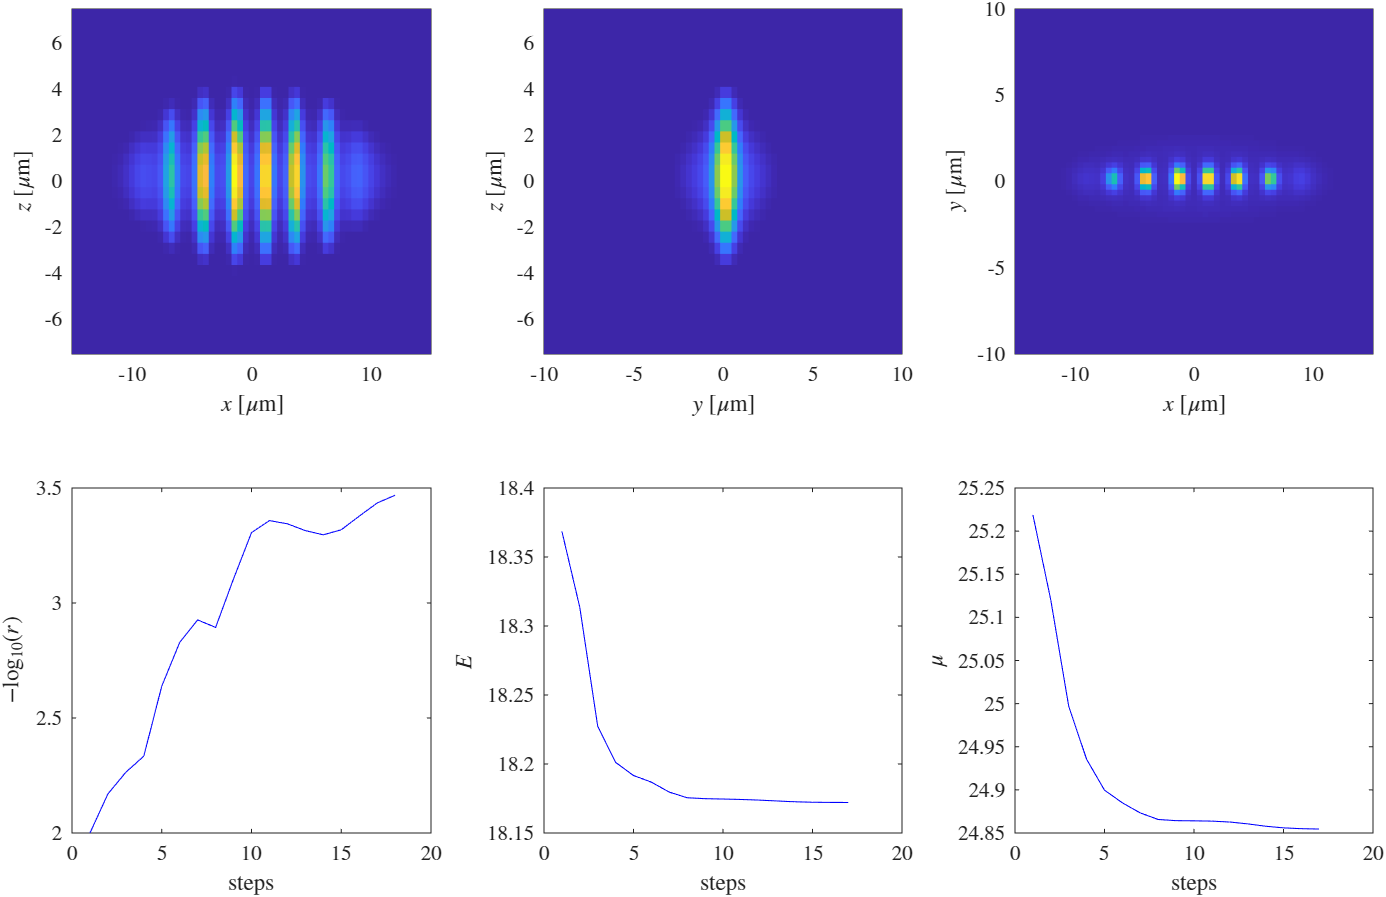 6
4
2
0
-2
-4
-6
z [μm]
-10 0 10
x [μm]
6
4
2
0
-2
-4
-6
z [μm]
-10 -5 0 5 10
y [μm]
10
5
0
-5
-10
y [μm]
-10 0 10
x [μm]
3.5
3
2.5
2
−log10(r)
0 5 10 15 20
steps
18.4
18.35
18.3
18.25
18.2
18.15
E
0 5 10 15 20
steps
25.25
25.2
25.15
25.1
25.05
25
24.95
24.9
24.85
μ
0 5 10 15 20
steps